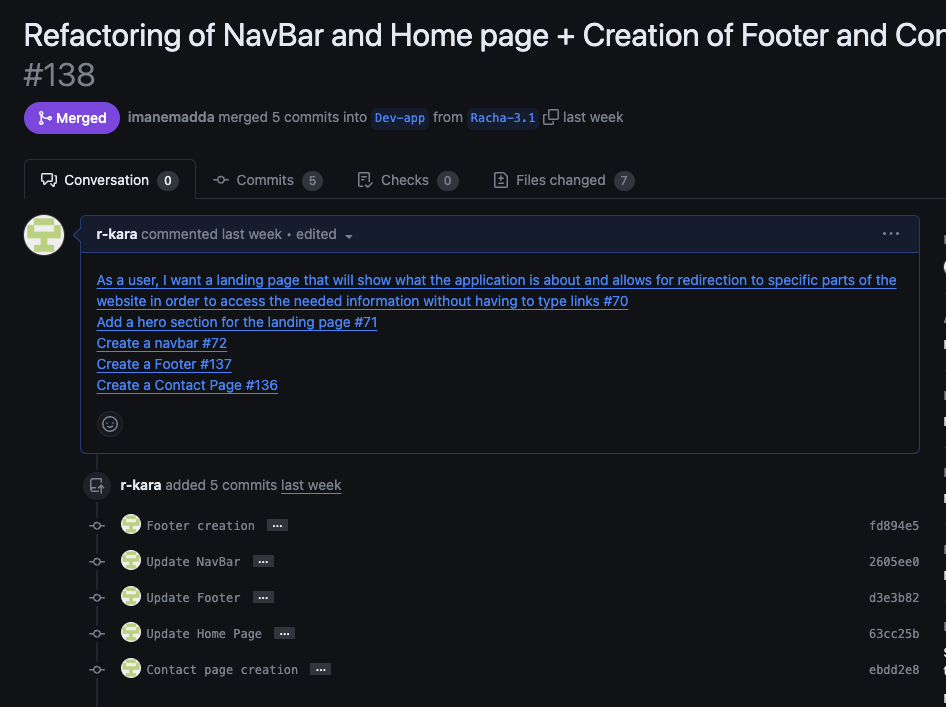 Refactoring of NavBar and Home page + Creation of Footer and Con
#138
Merged imanemadda merged 5 commits into Dev-app from Racha-3.1 last week
Conversation 0 Commits 5 Checks 0 Files changed 7
r-kara commented last week • edited
As a user, I want a landing page that will show what the application is about and allows for redirection to specific parts of the
website in order to access the needed information without having to type links #70
Add a hero section for the landing page #71
Create a navbar #72
Create a Footer #137
Create a Contact Page #136
r-kara added 5 commits last week
Footer creation ... fd894e5
Update NavBar ... 2605ee0
Update Footer ... d3e3b82
Update Home Page ... 63cc25b
Contact page creation ... ebdd2e8